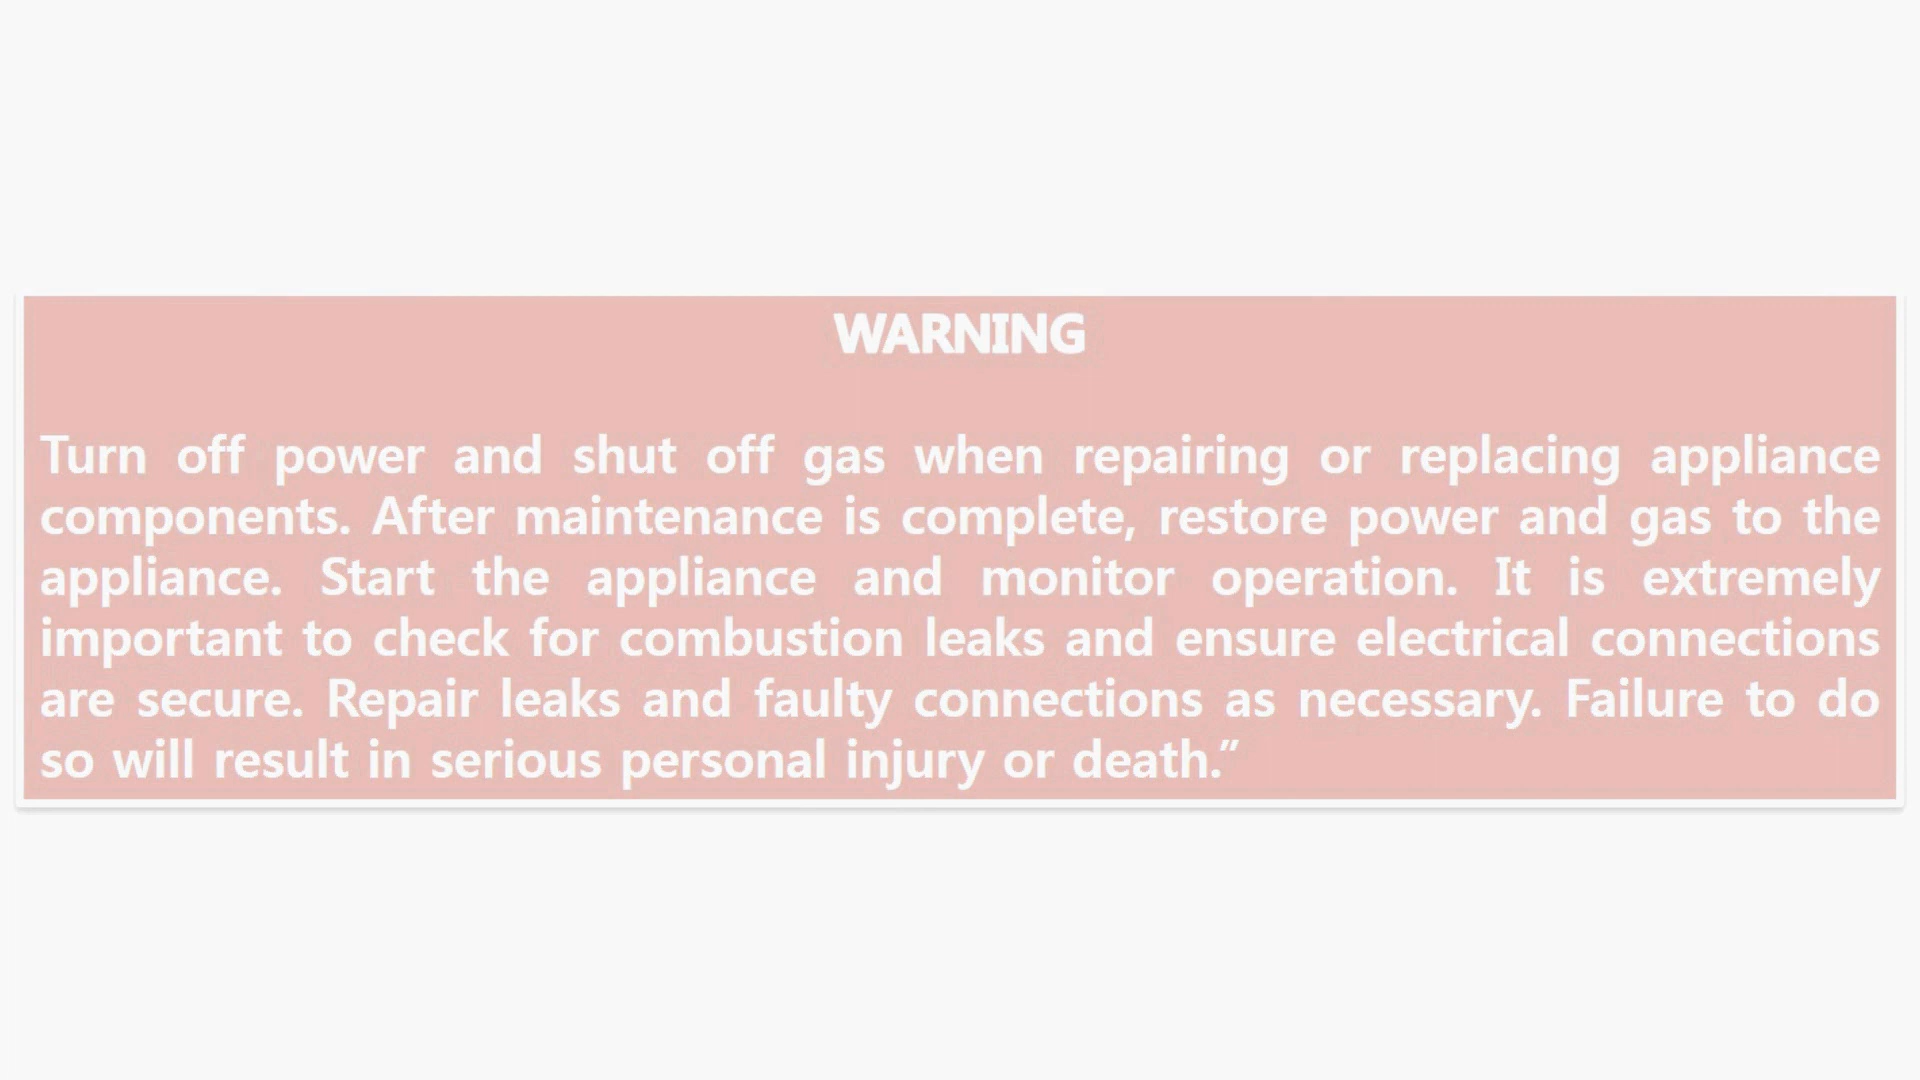 WARNING
Turn off power and shut off gas when repairing or replacing appliance
components. After maintenance is complete, restore power and gas to the
appliance. Start the appliance and monitor operation. It is extremely
important to check for combustion leaks and ensure electrical connections
are secure. Repair leaks and faulty connections as necessary. Failure to do
so will result in serious personal injury or death.”